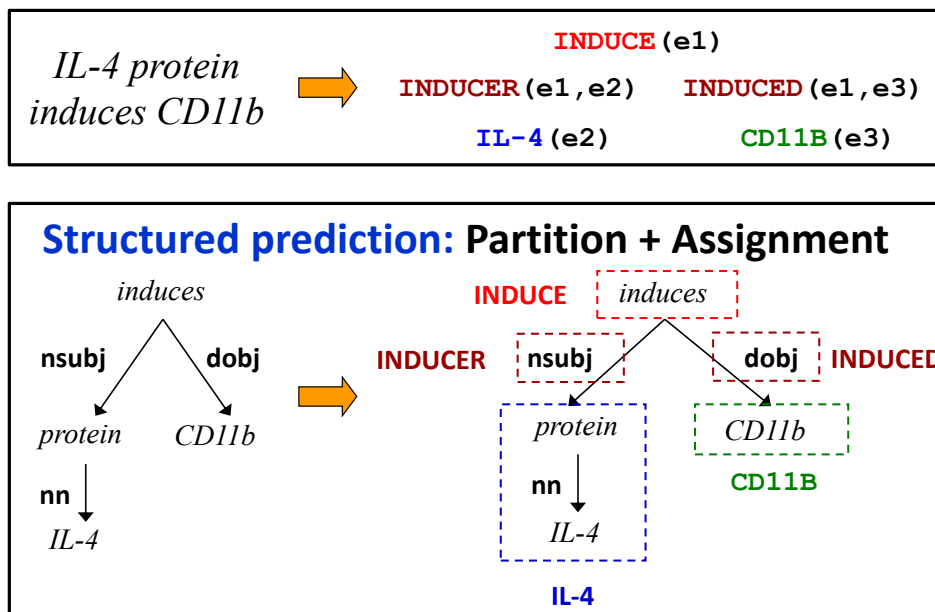 INDUCE(e1)
IL-4 protein
induces CD11b
INDUCER(e1,e2) INDUCED(e1,e3)
IL-4(e2) CD11B(e3)
Structured prediction: Partition + Assignment
induces
nsubj dobj
protein CD11b
nn
IL-4
INDUCE induces
INDUCER nsubj dobj INDUCED
protein CD11b
nn CD11B
IL-4
IL-4